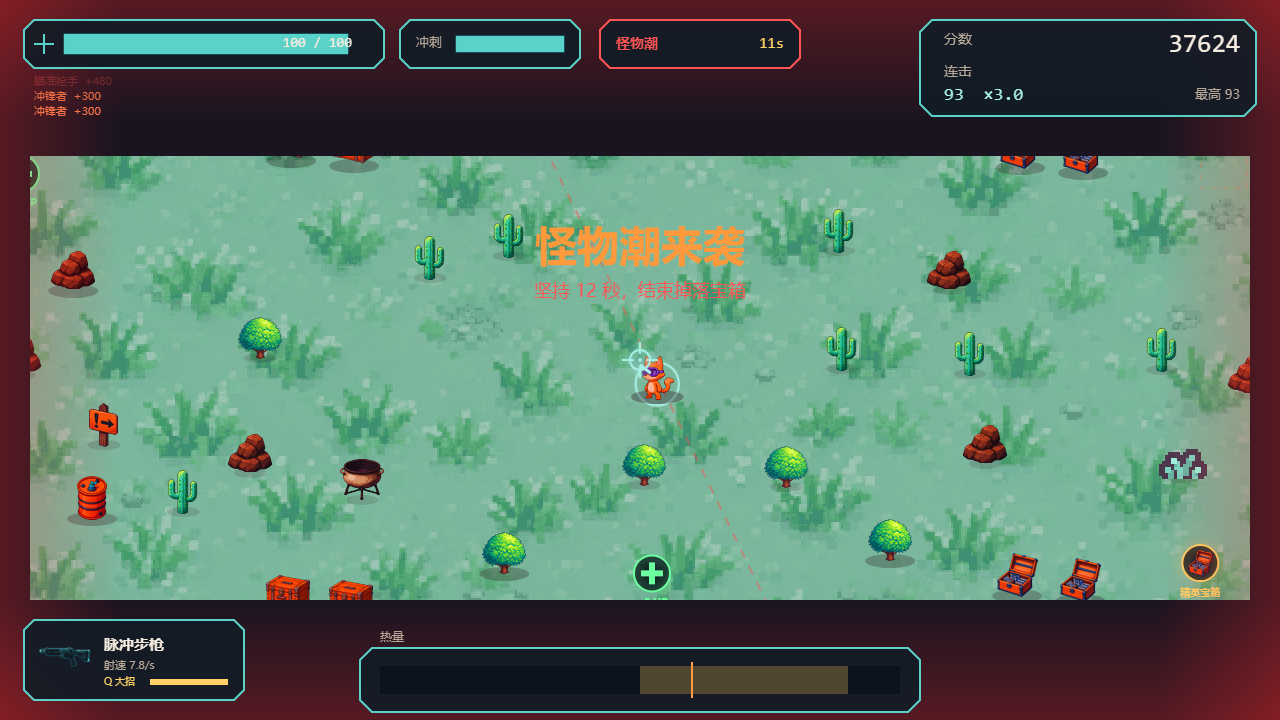 100 / 100
冲刺
怪物潮
11s
分数
37624
连击
93 ×3.0
最高 93
瞄准枪手 +480
冲锋者 +300
冲锋者 +300
怪物潮来袭
坚持 12 秒，结束掉落宝箱
精英宝箱
脉冲步枪
射速 7.8/s
Q 大招
热量